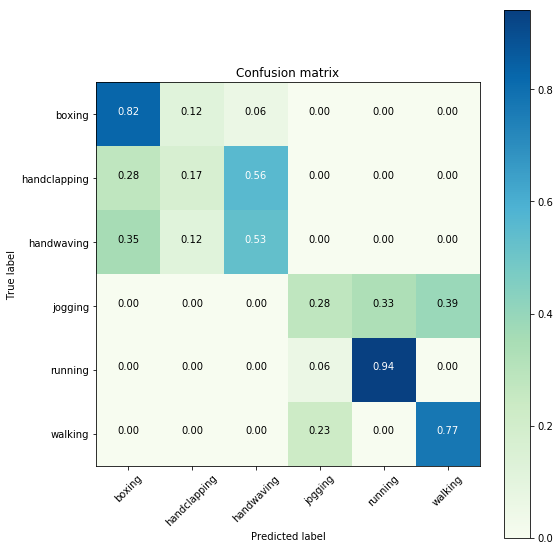 Confusion matrix
boxing 0.82 0.12 0.06 0.00 0.00 0.00
handclapping 0.28 0.17 0.56 0.00 0.00 0.00
handwaving 0.35 0.12 0.53 0.00 0.00 0.00
jogging 0.00 0.00 0.00 0.28 0.33 0.39
running 0.00 0.00 0.00 0.06 0.94 0.00
walking 0.00 0.00 0.00 0.23 0.00 0.77
True label
boxing handclapping handwaving jogging running walking
Predicted label
0.8
0.6
0.4
0.2
0.0